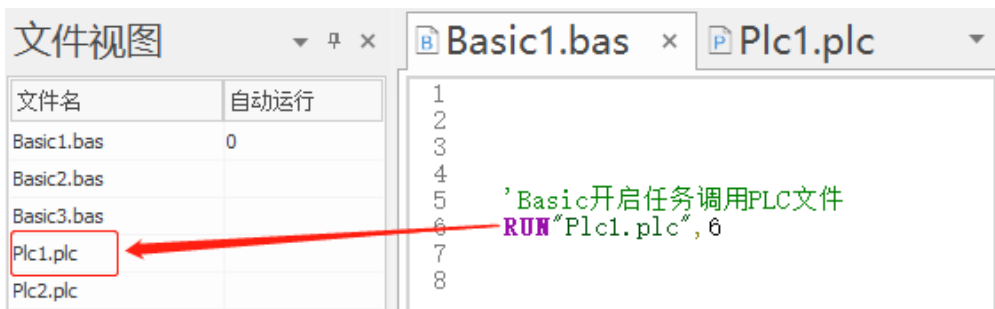 文件视图
文件名 自动运行
Basic1.bas 0
Basic2.bas
Basic3.bas
Plc1.plc
Plc2.plc
Basic1.bas × Plc1.plc
1
2
3
4
5 'Basic开启任务调用PLC文件
6 RUN"Plc1.plc",6
7
8